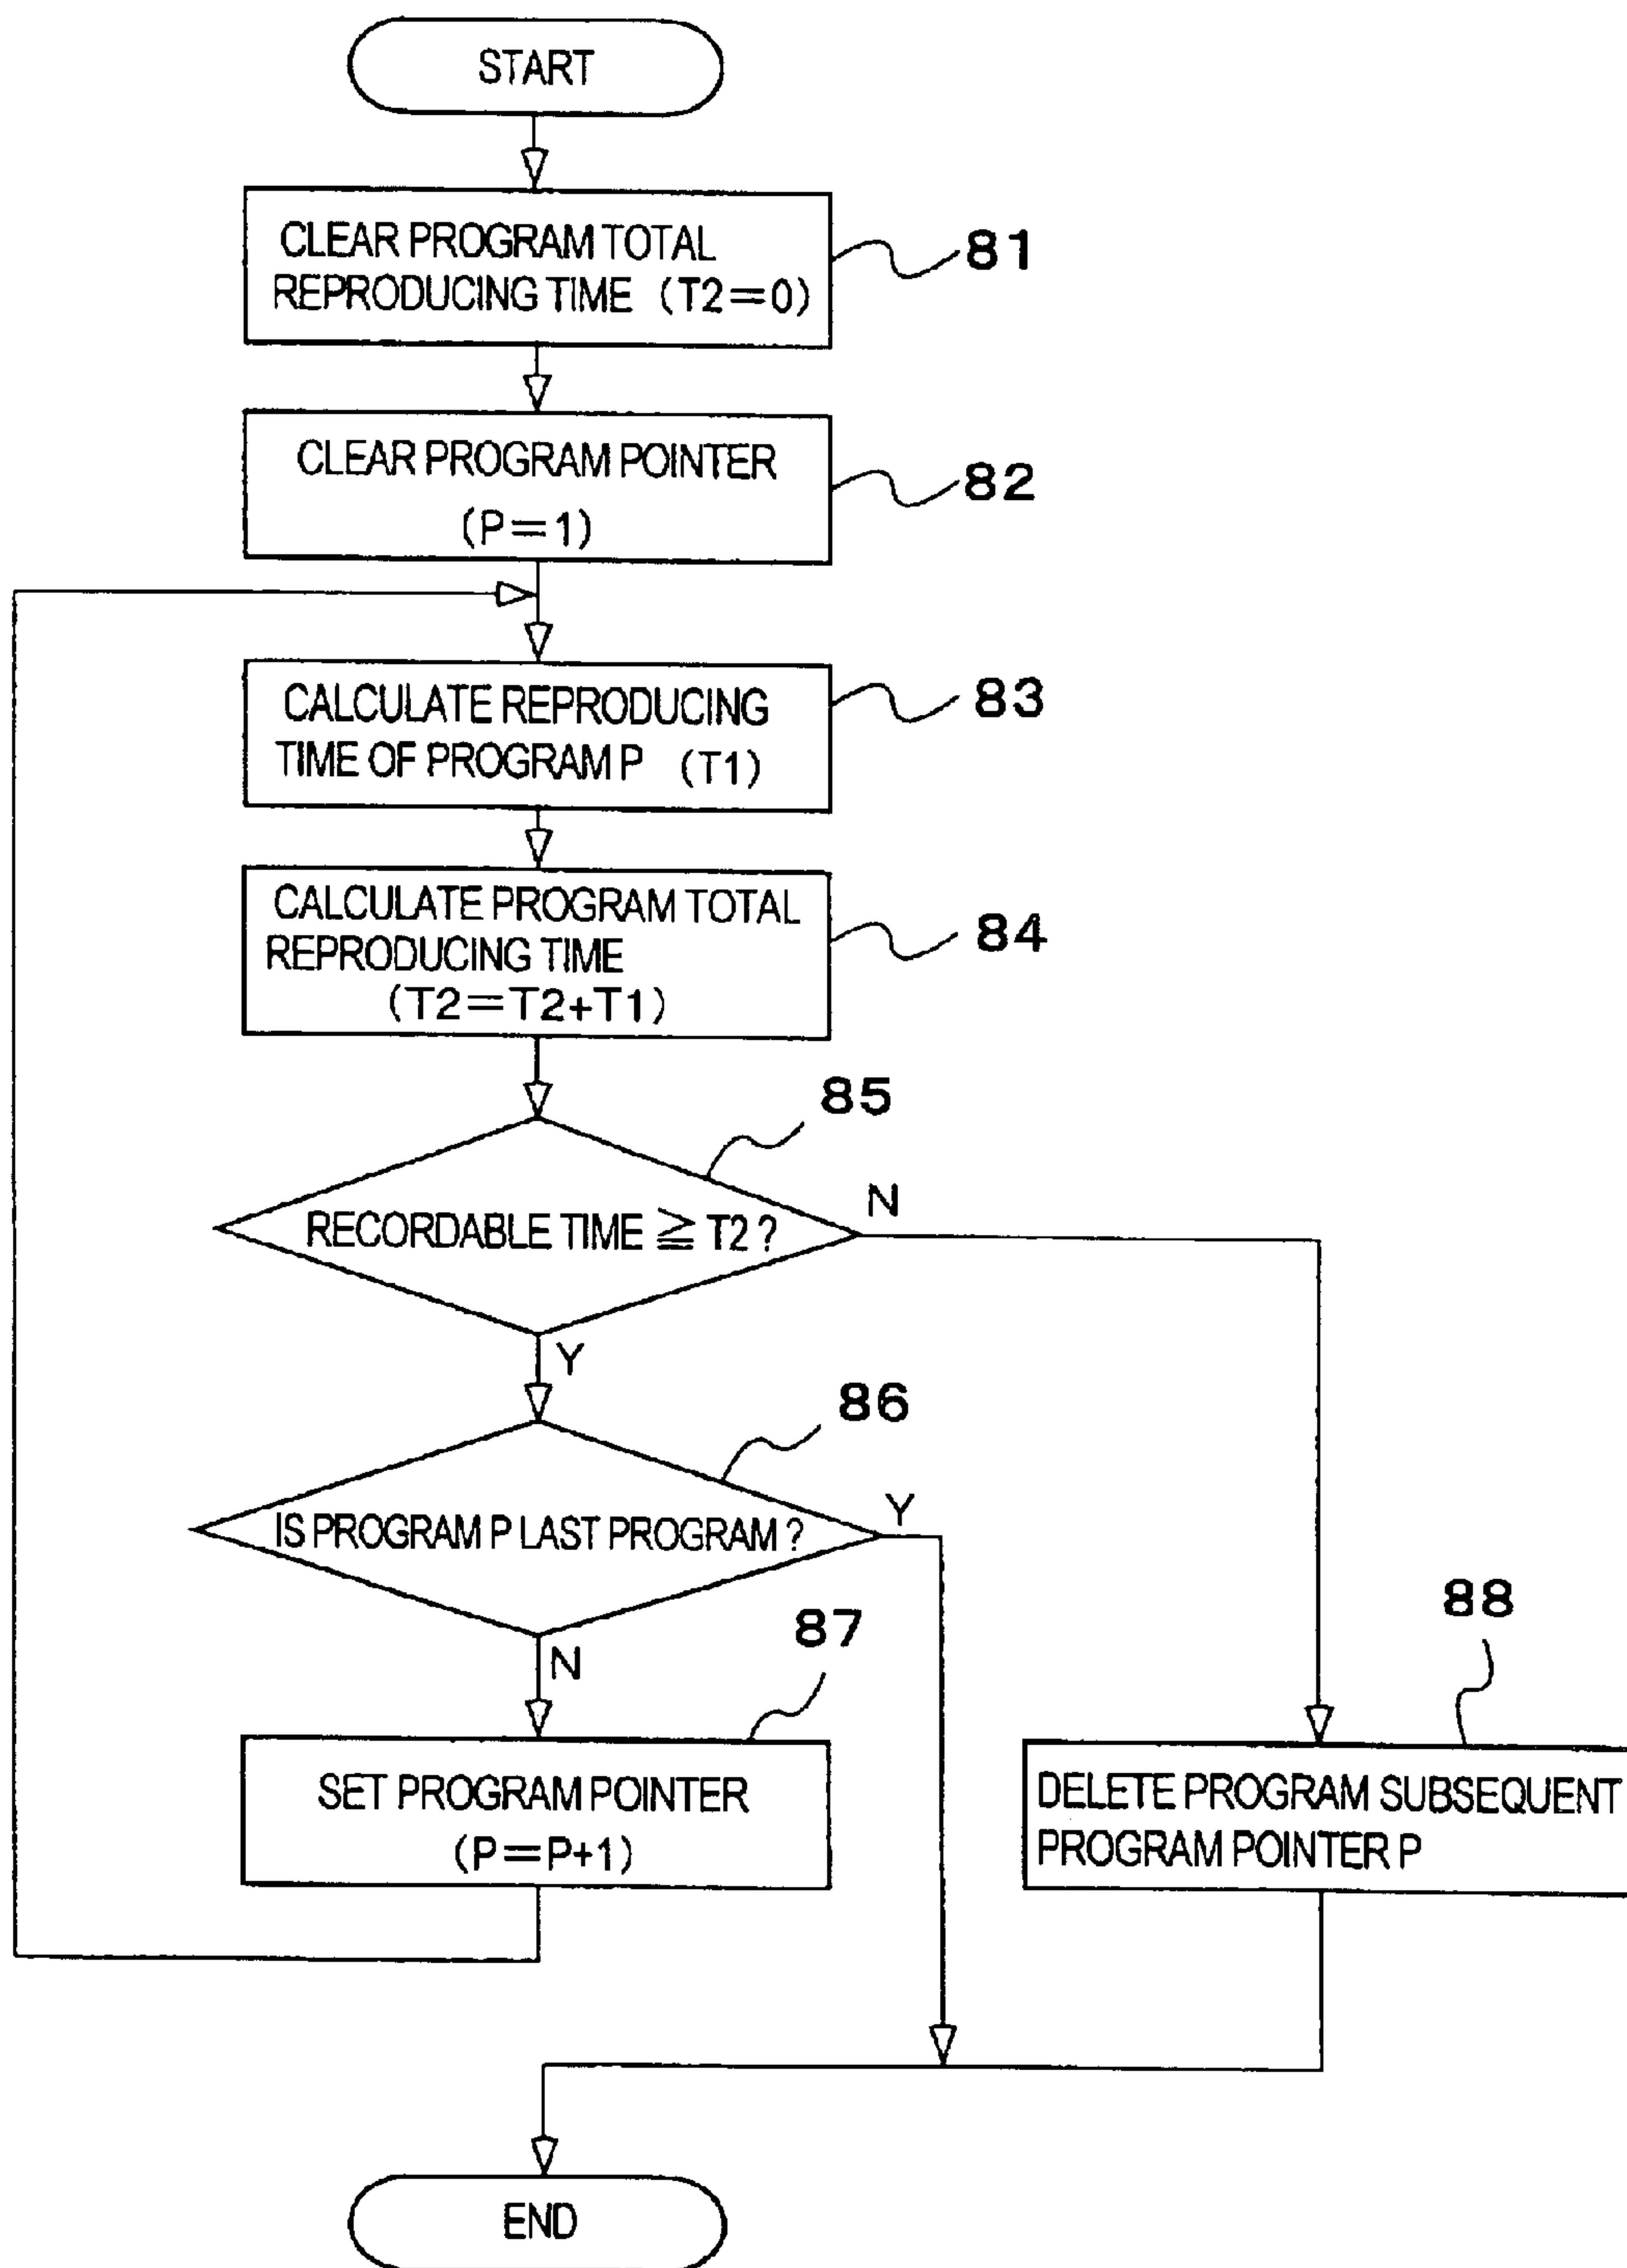 START
CLEAR PROGRAM TOTAL
REPRODUCING TIME (T2=0)
81
CLEAR PROGRAM POINTER
(P=1)
82
CALCULATE REPRODUCING
TIME OF PROGRAM P (T1)
83
CALCULATE PROGRAM TOTAL
REPRODUCING TIME
(T2=T2+T1)
84
85
RECORDABLE TIME ≧ T2 ?
N
Y
86
IS PROGRAM P LAST PROGRAM ?
Y
N
87
SET PROGRAM POINTER
(P=P+1)
88
DELETE PROGRAM SUBSEQUENT
PROGRAM POINTER P
END